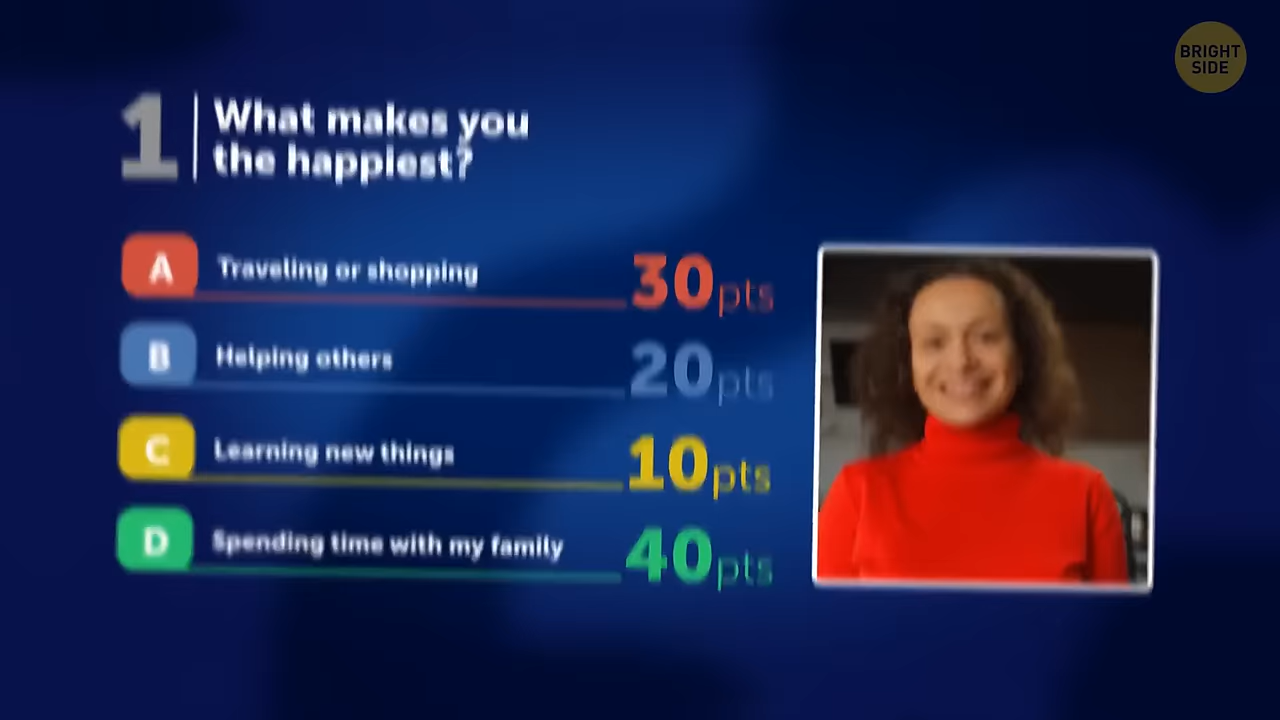 BRIGHT
SIDE
1
What makes you
the happiest?
A Traveling or shopping 30pts
B Helping others 20pts
C Learning new things 10pts
D Spending time with my family 40pts